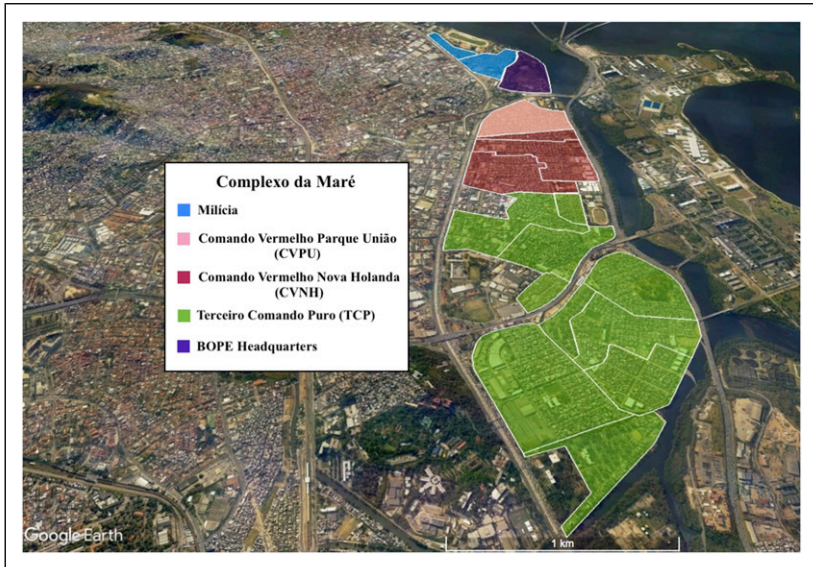 Complexo da Maré
Milícia
Comando Vermelho Parque União
(CVPU)
Comando Vermelho Nova Holanda
(CVNH)
Terceiro Comando Puro (TCP)
BOPE Headquarters
Google Earth
1 km